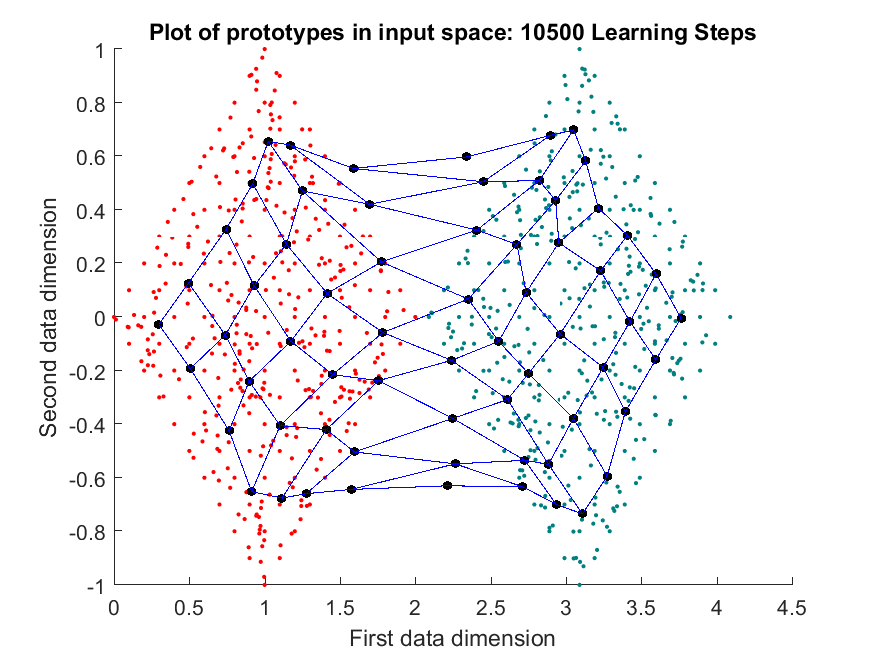 Plot of prototypes in input space: 10500 Learning Steps
1
0.8
0.6
0.4
0.2
0
-0.2
-0.4
-0.6
-0.8
-1
Second data dimension
0 0.5 1 1.5 2 2.5 3 3.5 4 4.5
First data dimension